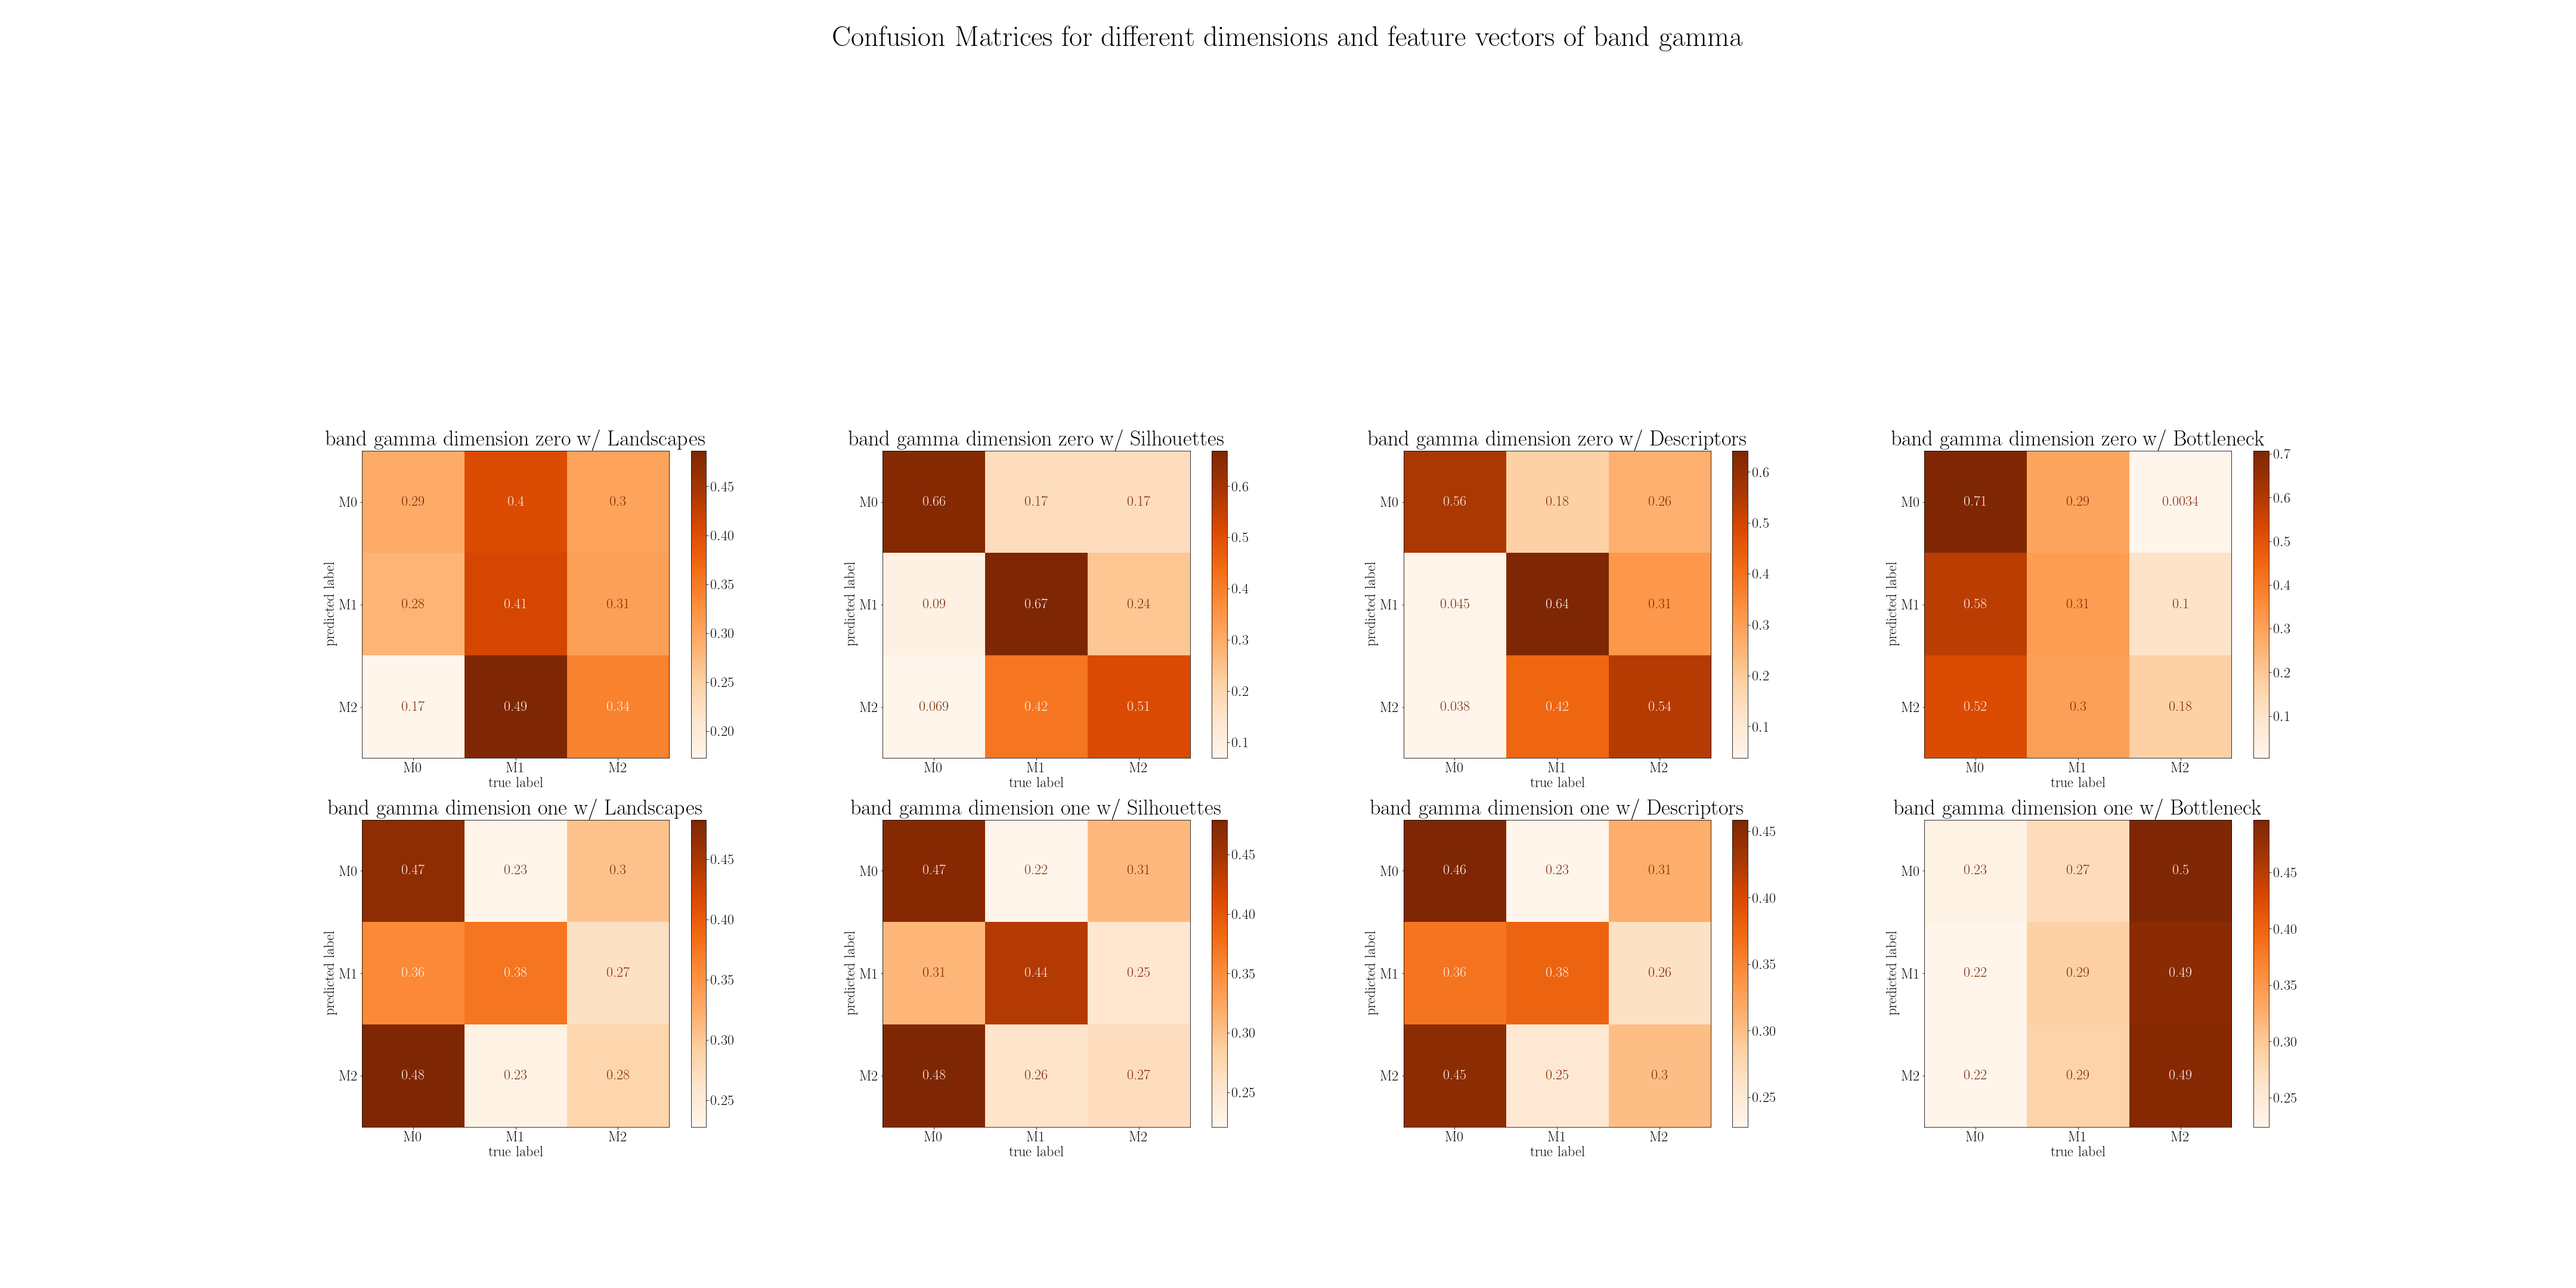 Confusion Matrices for different dimensions and feature vectors of band gamma
band gamma dimension zero w/ Landscapes
predicted label
M0 0.29 0.4 0.3
M1 0.28 0.41 0.31
M2 0.17 0.49 0.34
M0 M1 M2
true label
0.45
0.40
0.35
0.30
0.25
0.20
band gamma dimension zero w/ Silhouettes
predicted label
M0 0.66 0.17 0.17
M1 0.09 0.67 0.24
M2 0.069 0.42 0.51
M0 M1 M2
true label
0.6
0.5
0.4
0.3
0.2
0.1
band gamma dimension zero w/ Descriptors
predicted label
M0 0.56 0.18 0.26
M1 0.045 0.64 0.31
M2 0.038 0.42 0.54
M0 M1 M2
true label
0.6
0.5
0.4
0.3
0.2
0.1
band gamma dimension zero w/ Bottleneck
predicted label
M0 0.71 0.29 0.0034
M1 0.58 0.31 0.1
M2 0.52 0.3 0.18
M0 M1 M2
true label
0.7
0.6
0.5
0.4
0.3
0.2
0.1
band gamma dimension one w/ Landscapes
predicted label
M0 0.47 0.23 0.3
M1 0.36 0.38 0.27
M2 0.48 0.23 0.28
M0 M1 M2
true label
0.45
0.40
0.35
0.30
0.25
band gamma dimension one w/ Silhouettes
predicted label
M0 0.47 0.22 0.31
M1 0.31 0.44 0.25
M2 0.48 0.26 0.27
M0 M1 M2
true label
0.45
0.40
0.35
0.30
0.25
band gamma dimension one w/ Descriptors
predicted label
M0 0.46 0.23 0.31
M1 0.36 0.38 0.26
M2 0.45 0.25 0.3
M0 M1 M2
true label
0.45
0.40
0.35
0.30
0.25
band gamma dimension one w/ Bottleneck
predicted label
M0 0.23 0.27 0.5
M1 0.22 0.29 0.49
M2 0.22 0.29 0.49
M0 M1 M2
true label
0.45
0.40
0.35
0.30
0.25